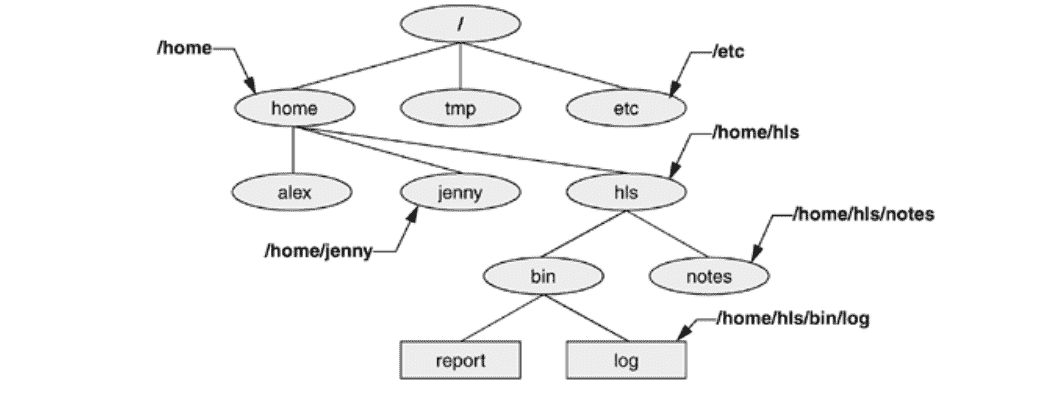 /
/home
/etc
home
tmp
etc
/home/hls
alex
jenny
hls
/home/hls/notes
/home/jenny
bin
notes
/home/hls/bin/log
report
log